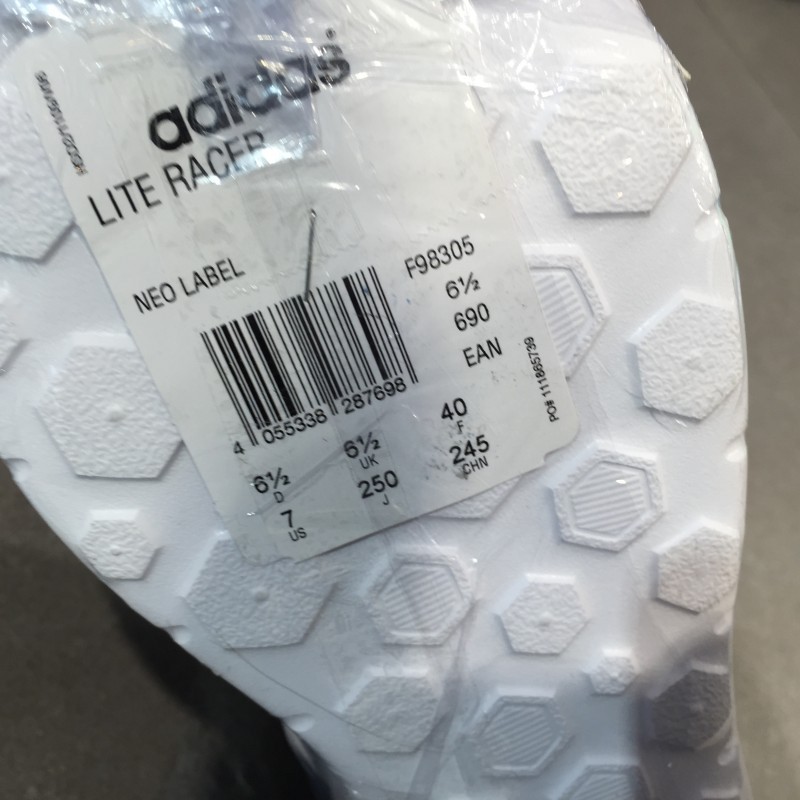 adidas
LITE RACER
NEO LABEL
F98305
6½
690
EAN
4 055338 287698
6½ D
6½ UK
40 F
7 US
250 J
245 CHN
PO# 111865739